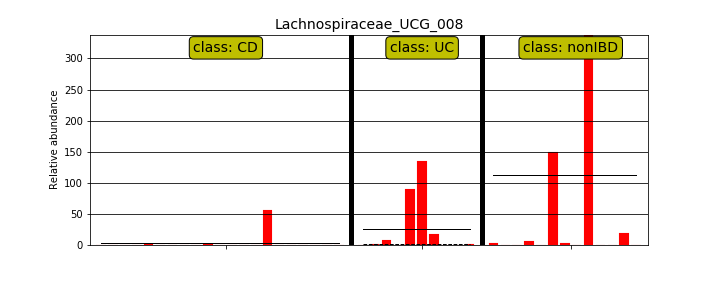 Lachnospiraceae_UCG_008
class: CD
class: UC
class: nonIBD
Relative abundance
300
250
200
150
100
50
0